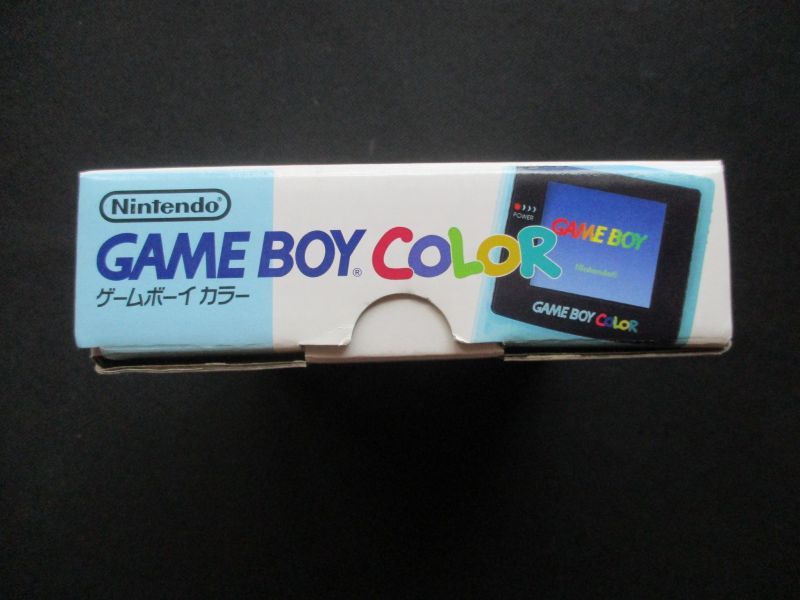 Nintendo®
GAME BOY® COLOR
ゲームボーイ カラー
POWER
GAME BOY
Nintendo®
GAME BOY COLOR